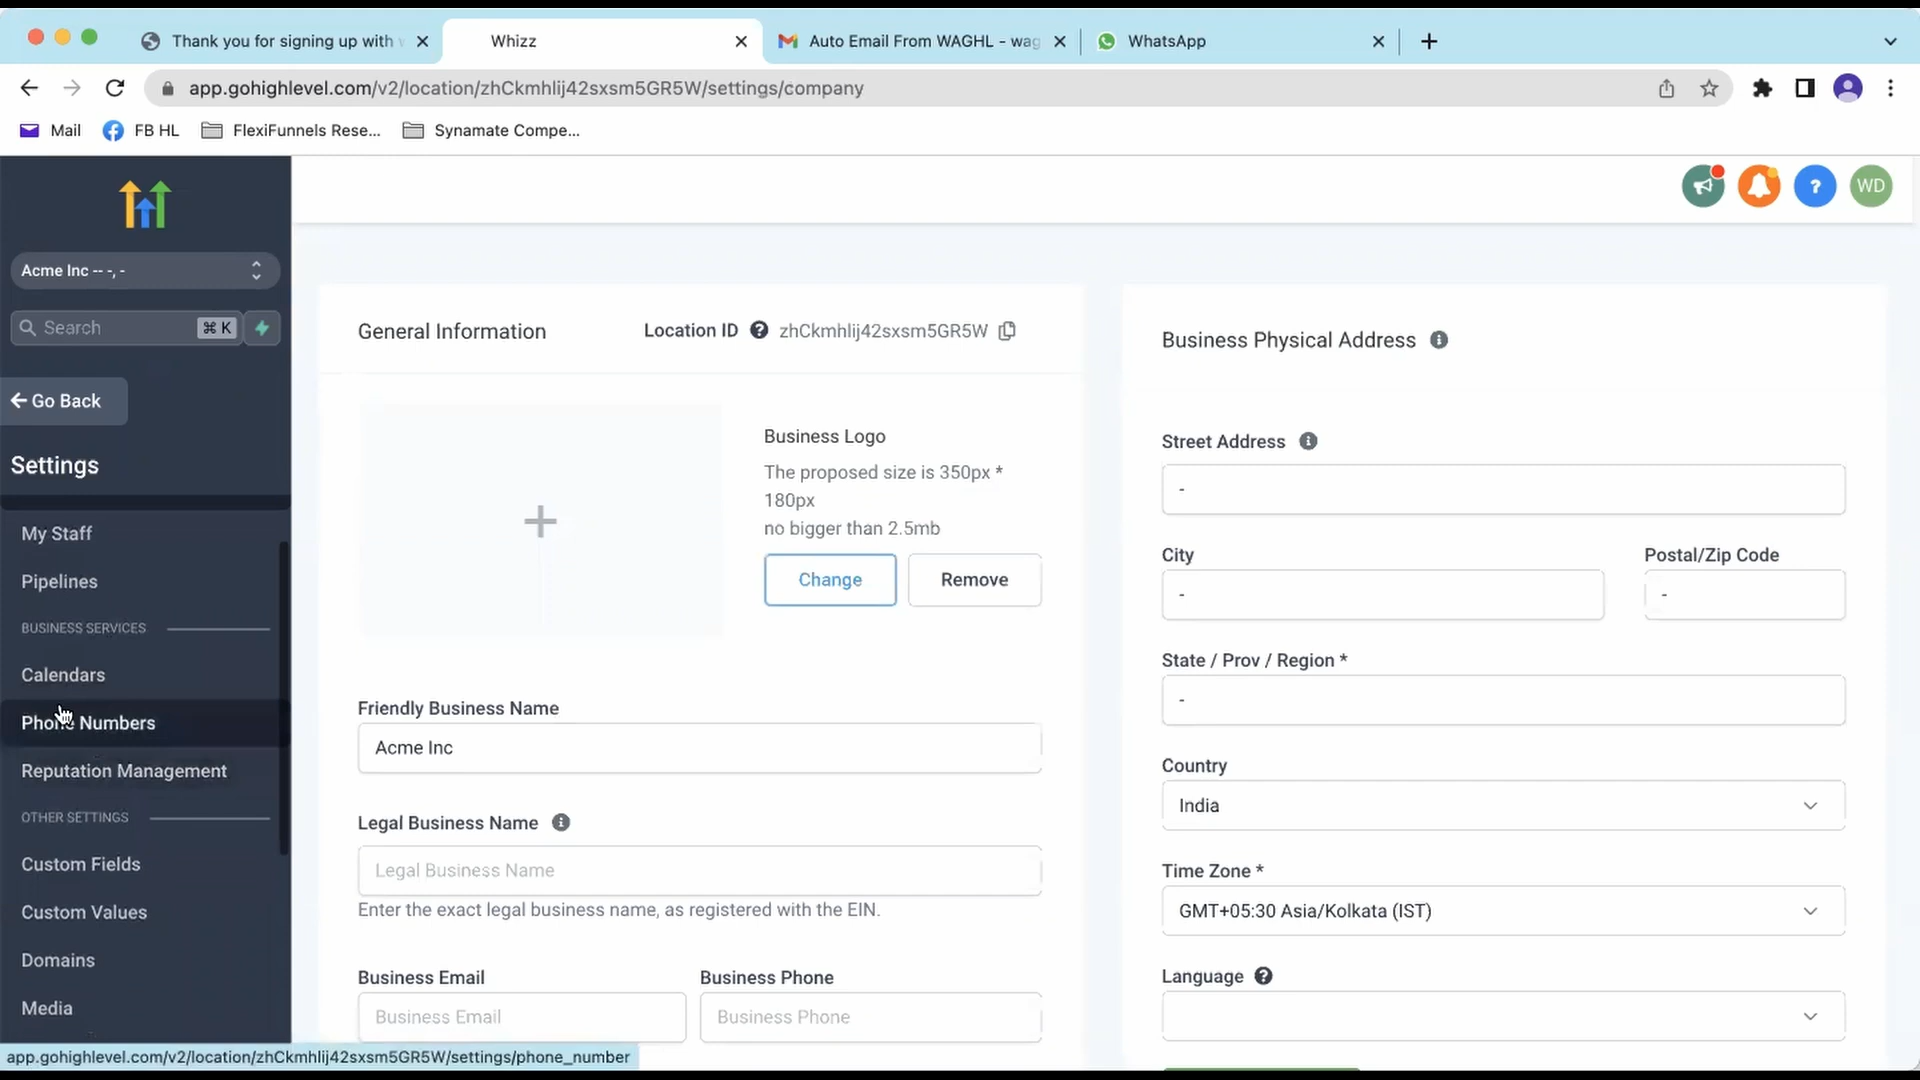 Thank you for signing up with
Whizz
Auto Email From WAGHL - wag
WhatsApp
app.gohighlevel.com/v2/location/zhCkmhlij42sxsm5GR5W/settings/company
Mail
FB HL
FlexiFunnels Rese...
Synamate Compe...
WD
Acme Inc -- -, -
Search
⌘ K
Go Back
Settings
My Staff
Pipelines
BUSINESS SERVICES
Calendars
Phone Numbers
Reputation Management
OTHER SETTINGS
Custom Fields
Custom Values
Domains
Media
app.gohighlevel.com/v2/location/zhCkmhlij42sxsm5GR5W/settings/phone_number
General Information
Location ID
zhCkmhlij42sxsm5GR5W
Business Logo
The proposed size is 350px *
180px
no bigger than 2.5mb
Change
Remove
Friendly Business Name
Acme Inc
Legal Business Name
Legal Business Name
Enter the exact legal business name, as registered with the EIN.
Business Email
Business Phone
Business Email
Business Phone
Business Physical Address
Street Address
-
City
Postal/Zip Code
-
-
State / Prov / Region *
-
Country
India
Time Zone *
GMT+05:30 Asia/Kolkata (IST)
Language